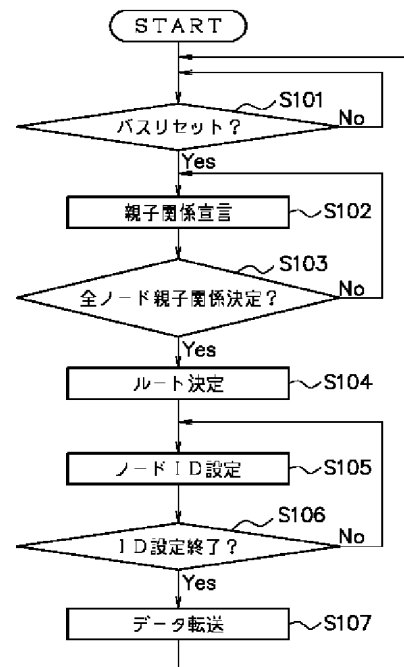 START
S101
バスリセット？
No
Yes
親子関係宣言
S102
S103
全ノード親子関係決定？
No
Yes
ルート決定
S104
ノードＩＤ設定
S105
S106
ＩＤ設定終了？
No
Yes
データ転送
S107